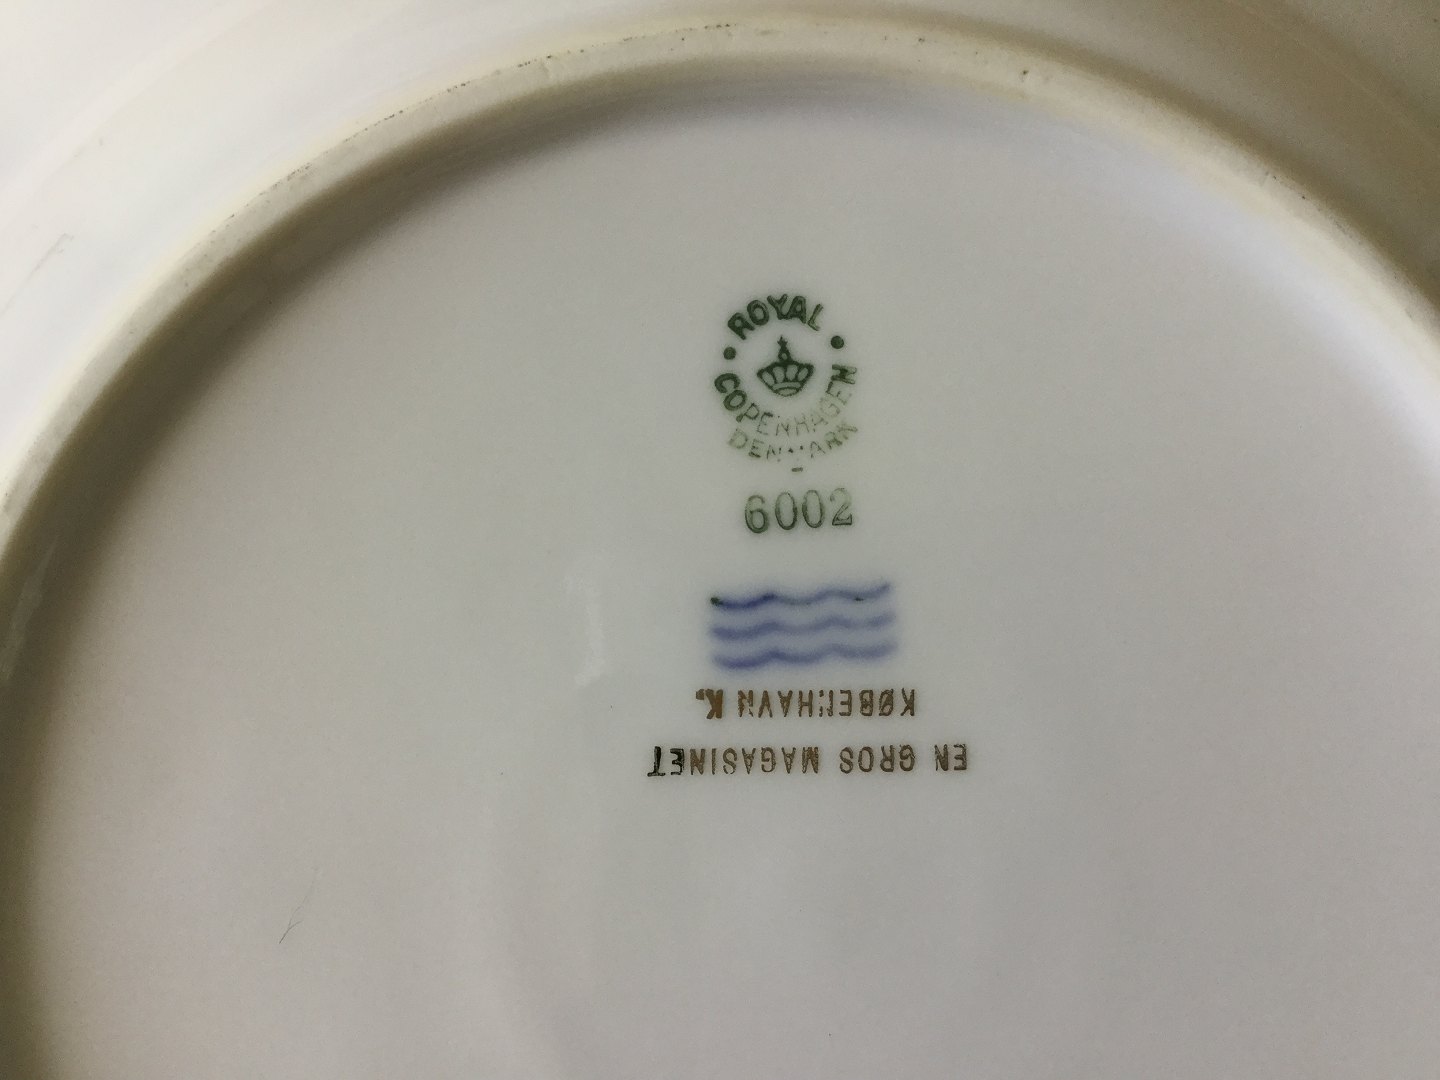 ROYAL
COPENHAGEN
DENMARK
6002
EN GROS MAGASINET
KØBENHAVN K.